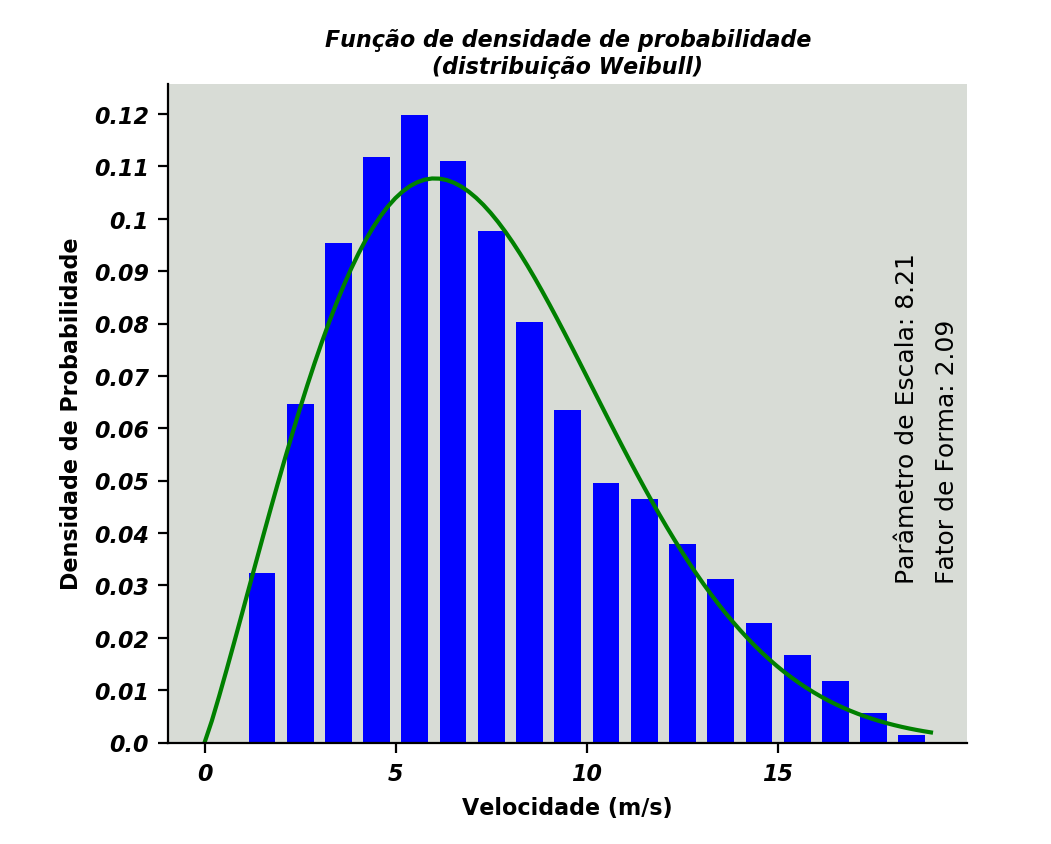 Função de densidade de probabilidade
(distribuição Weibull)
Densidade de Probabilidade
0.12
0.11
0.1
0.09
0.08
0.07
0.06
0.05
0.04
0.03
0.02
0.01
0.0
Parâmetro de Escala: 8.21
Fator de Forma: 2.09
0 5 10 15
Velocidade (m/s)